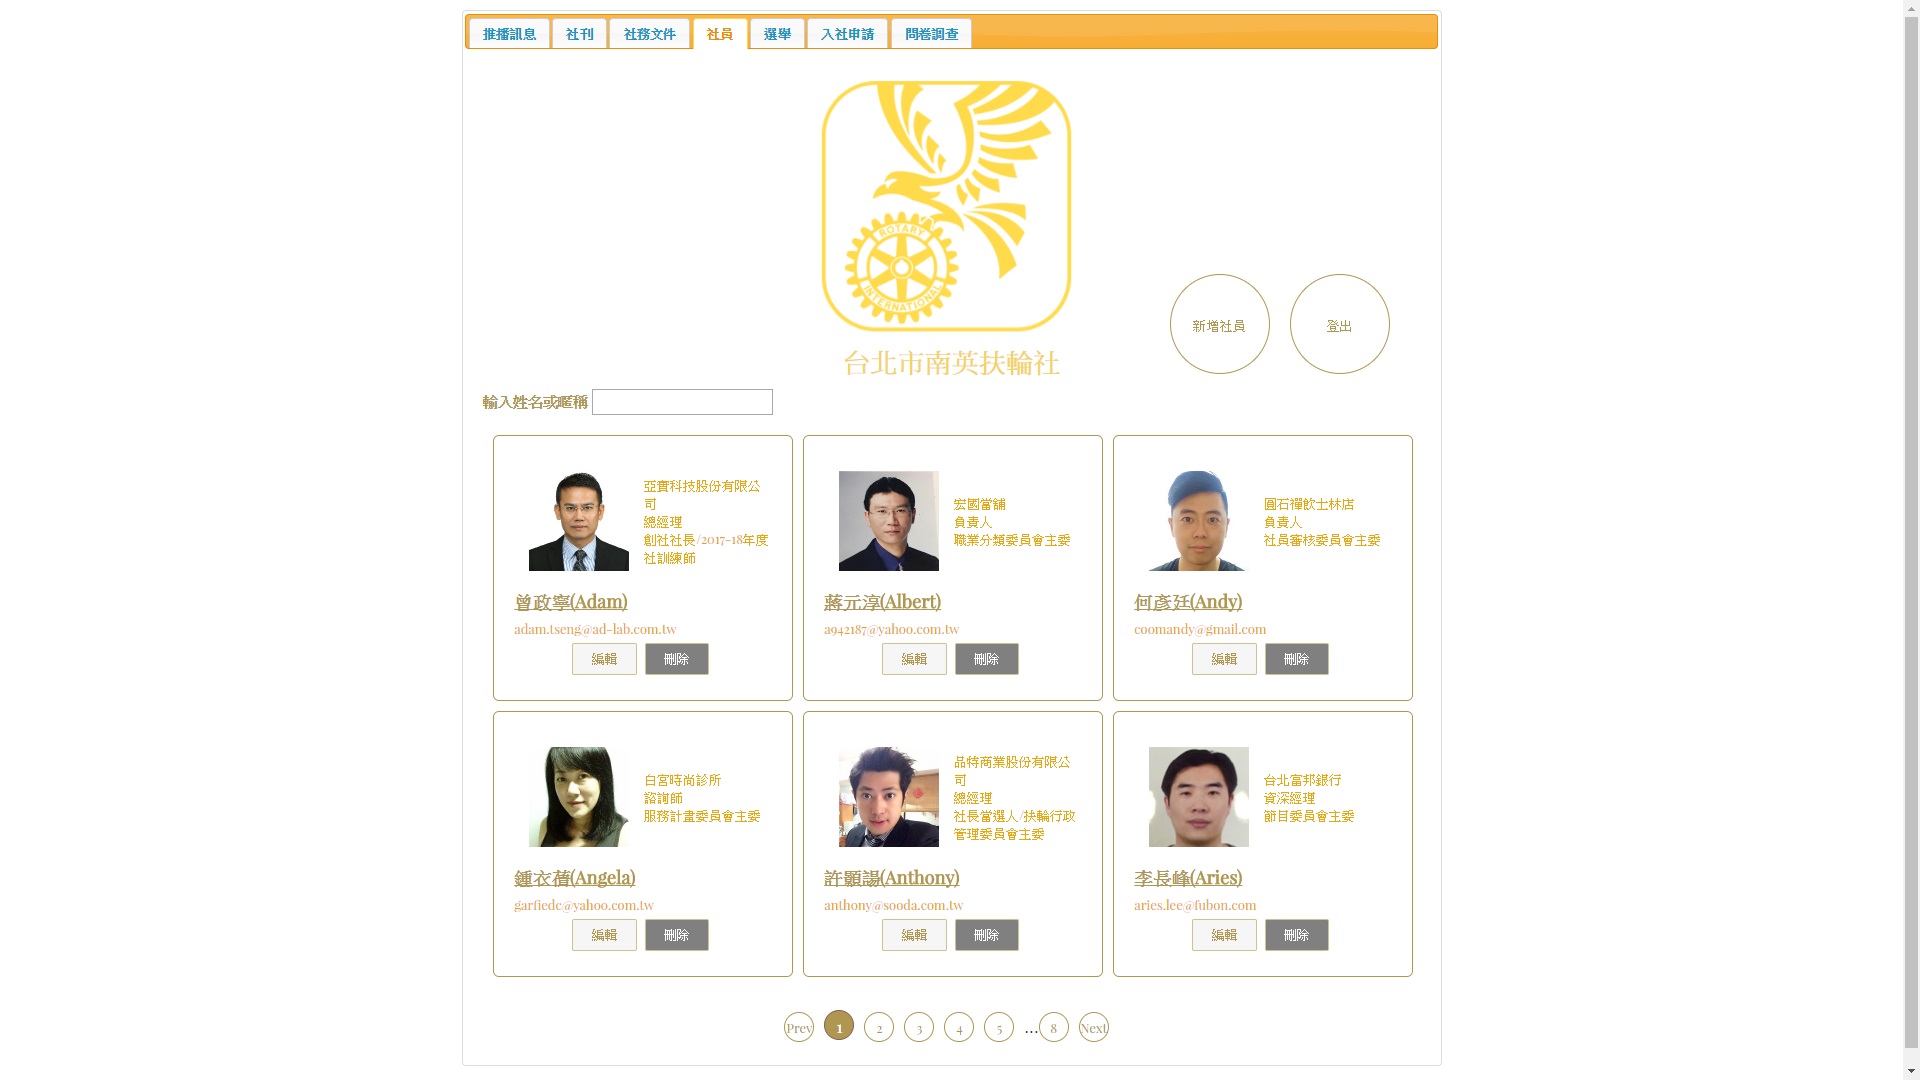 推播訊息 社刊 社務文件 社員 選舉 入社申請 問卷調查
ROTARY
INTERNATIONAL
台北市南英扶輪社
新增社員 登出
輸入姓名或暱稱
亞實科技股份有限公
司
總經理
創社社長/2017-18年度
社訓練師
曾政寧(Adam)
adam.tseng@ad-lab.com.tw
編輯 刪除
宏國當舖
負責人
職業分類委員會主委
蔣元淳(Albert)
a942187@yahoo.com.tw
編輯 刪除
圓石禪飲士林店
負責人
社員審核委員會主委
何彥廷(Andy)
coomandy@gmail.com
編輯 刪除
白宮時尚診所
諮詢師
服務計畫委員會主委
鍾衣蓓(Angela)
garfiedc@yahoo.com.tw
編輯 刪除
品特商業股份有限公
司
總經理
社長當選人/扶輪行政
管理委員會主委
許顥諹(Anthony)
anthony@sooda.com.tw
編輯 刪除
台北富邦銀行
資深經理
節目委員會主委
李長峰(Aries)
aries.lee@fubon.com
編輯 刪除
Prev 1 2 3 4 5 ... 8 Next